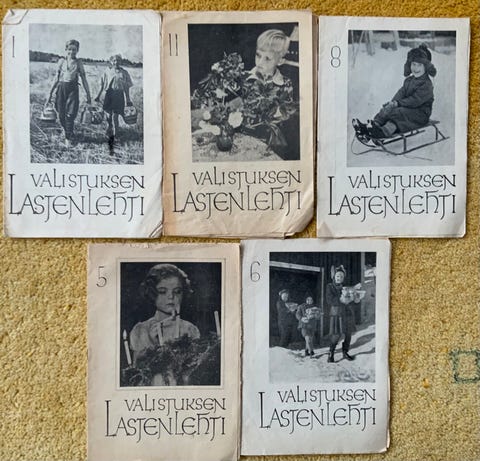 1
VALISTUKSEN
LASTENLEHTI
11
VALISTUKSEN
LASTENLEHTI
8
VALISTUKSEN
LASTENLEHTI
5
VALISTUKSEN
LASTENLEHTI
6
VALISTUKSEN
LASTENLEHTI